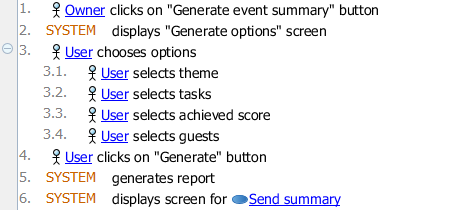 1. Owner clicks on "Generate event summary" button
2. SYSTEM displays "Generate options" screen
3. User chooses options
3.1. User selects theme
3.2. User selects tasks
3.3. User selects achieved score
3.4. User selects guests
4. User clicks on "Generate" button
5. SYSTEM generates report
6. SYSTEM displays screen for Send summary